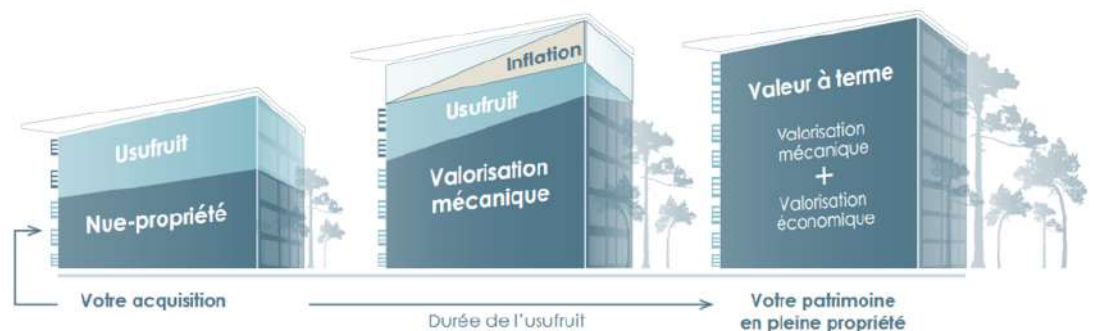 Usufruit
Nue-propriété
Inflation
Usufruit
Valorisation
mécanique
Valeur à terme
Valorisation
mécanique
+
Valorisation
économique
Votre acquisition
Durée de l'usufruit
Votre patrimoine
en pleine propriété